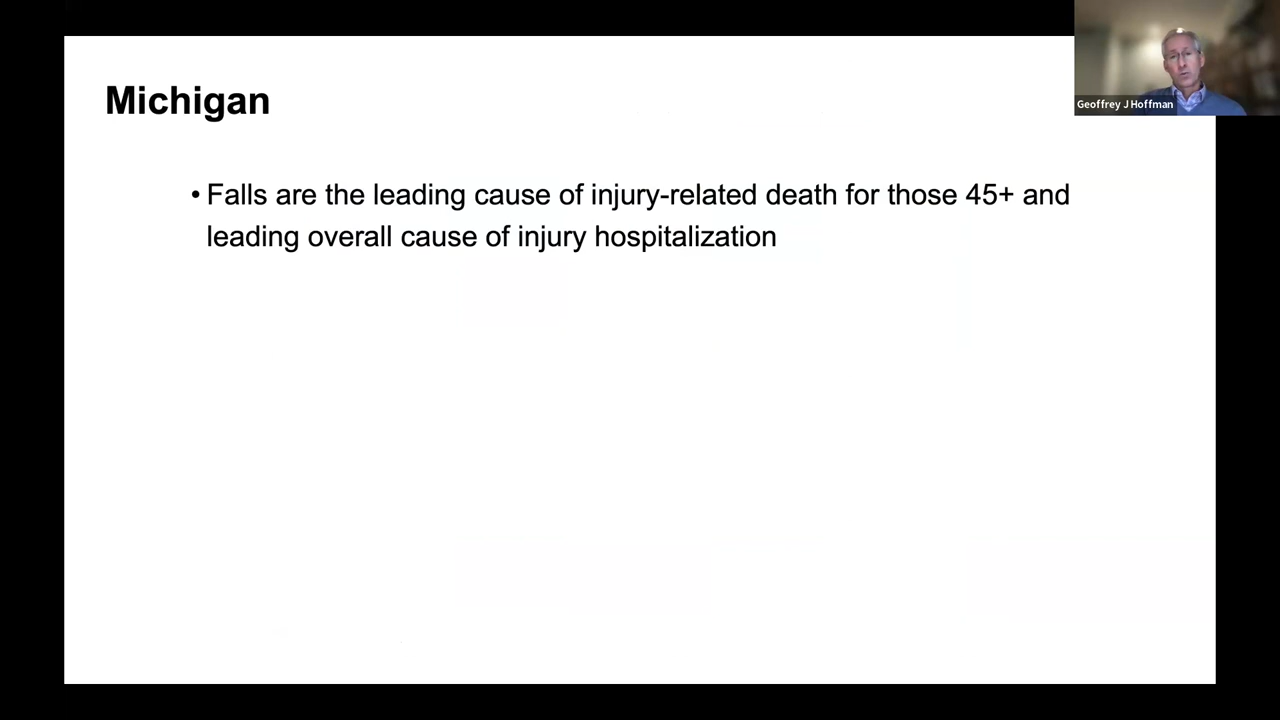 Michigan
Geoffrey J Hoffman
• Falls are the leading cause of injury-related death for those 45+ and
leading overall cause of injury hospitalization